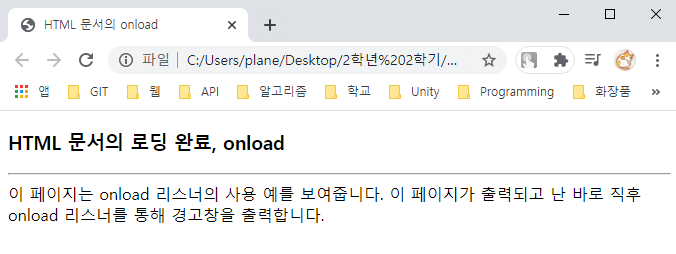 HTML 문서의 onload
파일 C:/Users/plane/Desktop/2학년%202학기/...
앱 GIT 웹 API 알고리즘 학교 Unity Programming 화장품 »
HTML 문서의 로딩 완료, onload
이 페이지는 onload 리스너의 사용 예를 보여줍니다. 이 페이지가 출력되고 난 바로 직후
onload 리스너를 통해 경고창을 출력합니다.